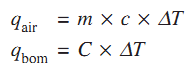 q_air = m × c × ΔT
q_bom = C × ΔT